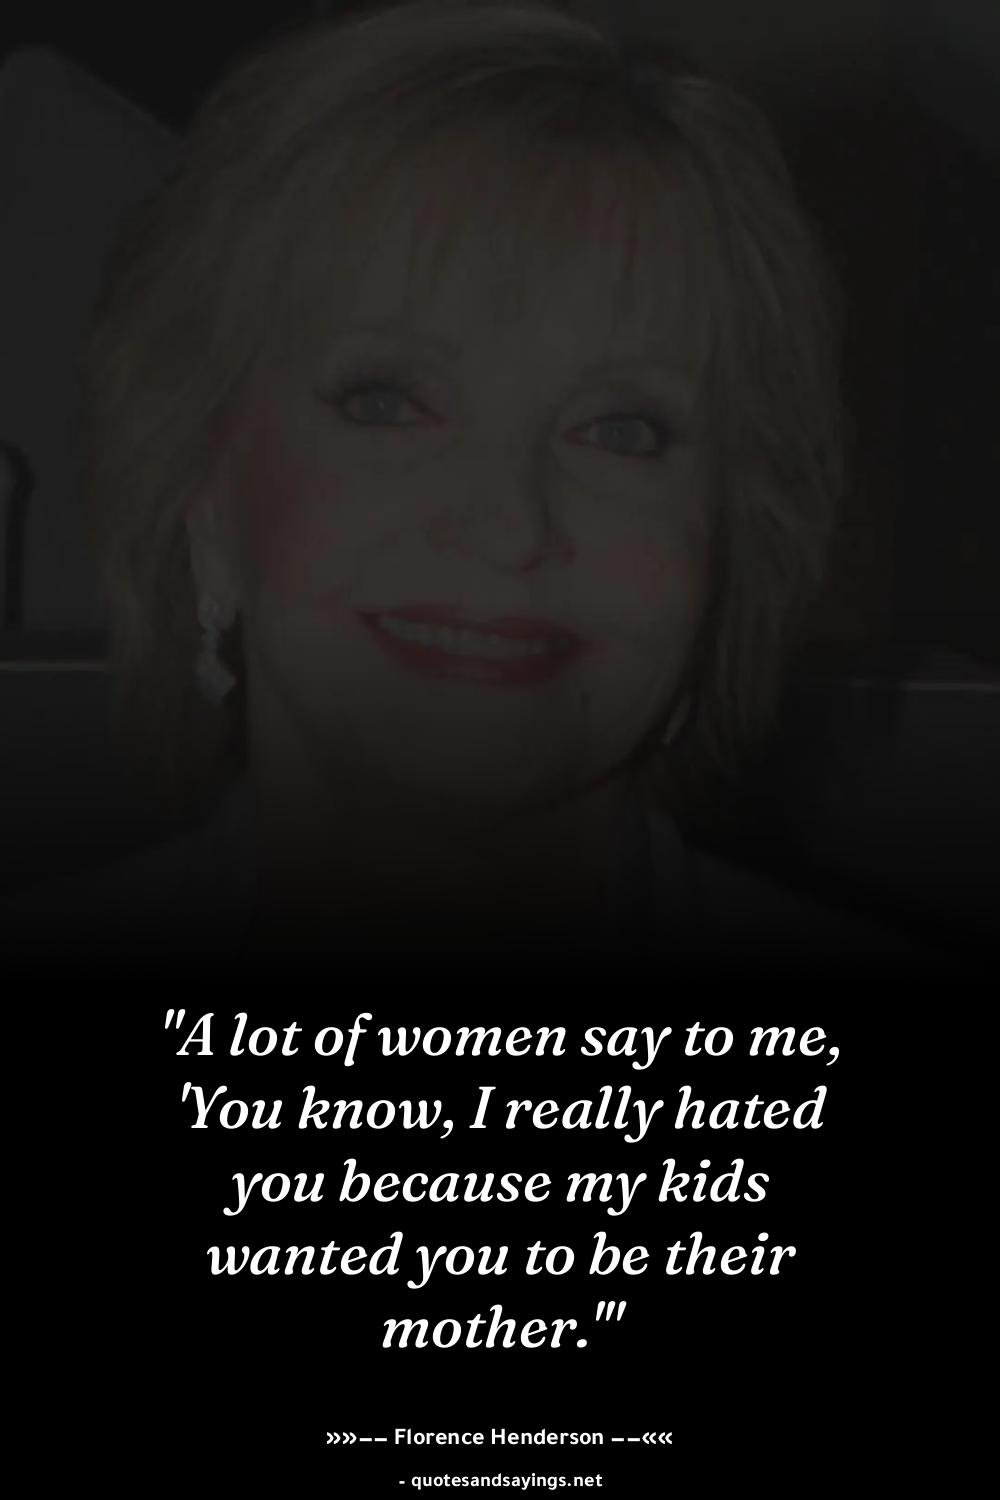 "A lot of women say to me,
'You know, I really hated
you because my kids
wanted you to be their
mother.'"
»»—— Florence Henderson ——««
- quotesandsayings.net